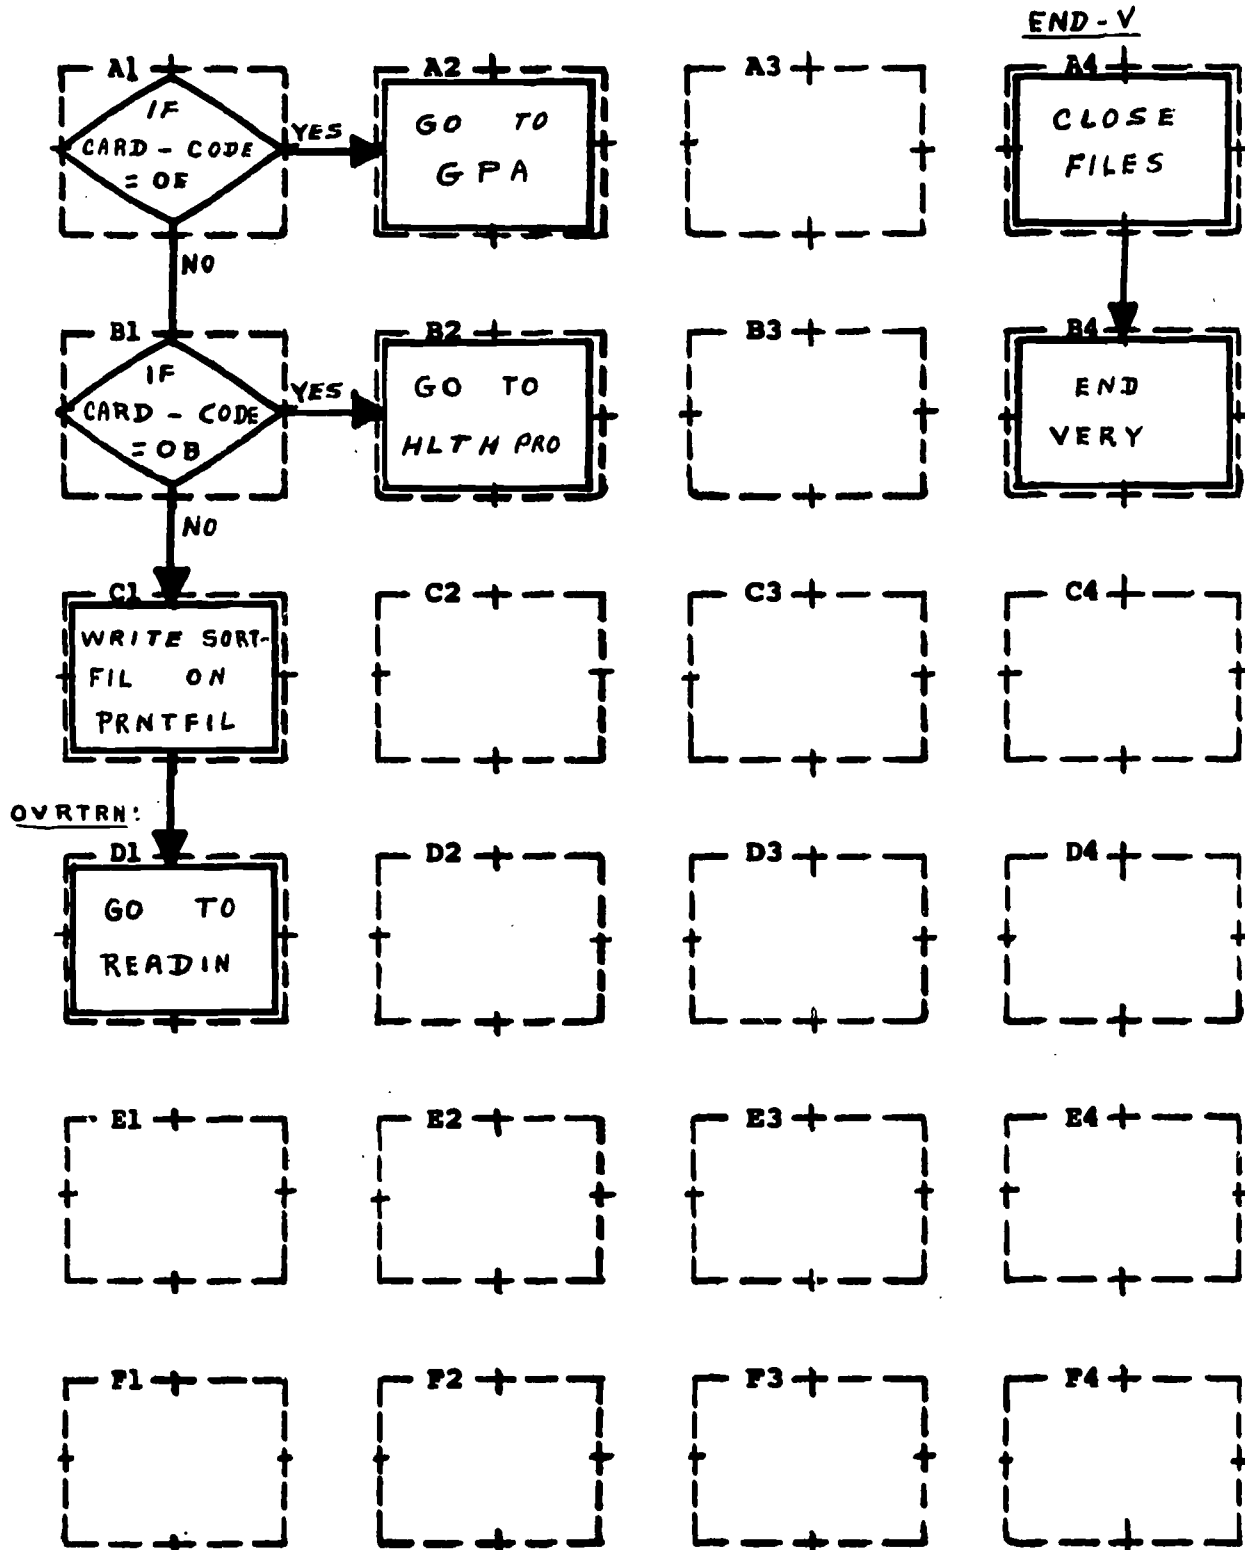 END-V
A1
IF
CARD-CODE
=OE
YES
NO
A2
GO TO
GPA
A3
A4
CLOSE
FILES
B1
IF
CARD-CODE
=OB
YES
NO
B2
GO TO
HLTH PRO
B3
B4
END
VERY
C1
WRITE SORT-
FIL ON
PRNTFIL
C2
C3
C4
OVRTRN:
D1
GO TO
READIN
D2
D3
D4
E1
E2
E3
E4
F1
F2
F3
F4